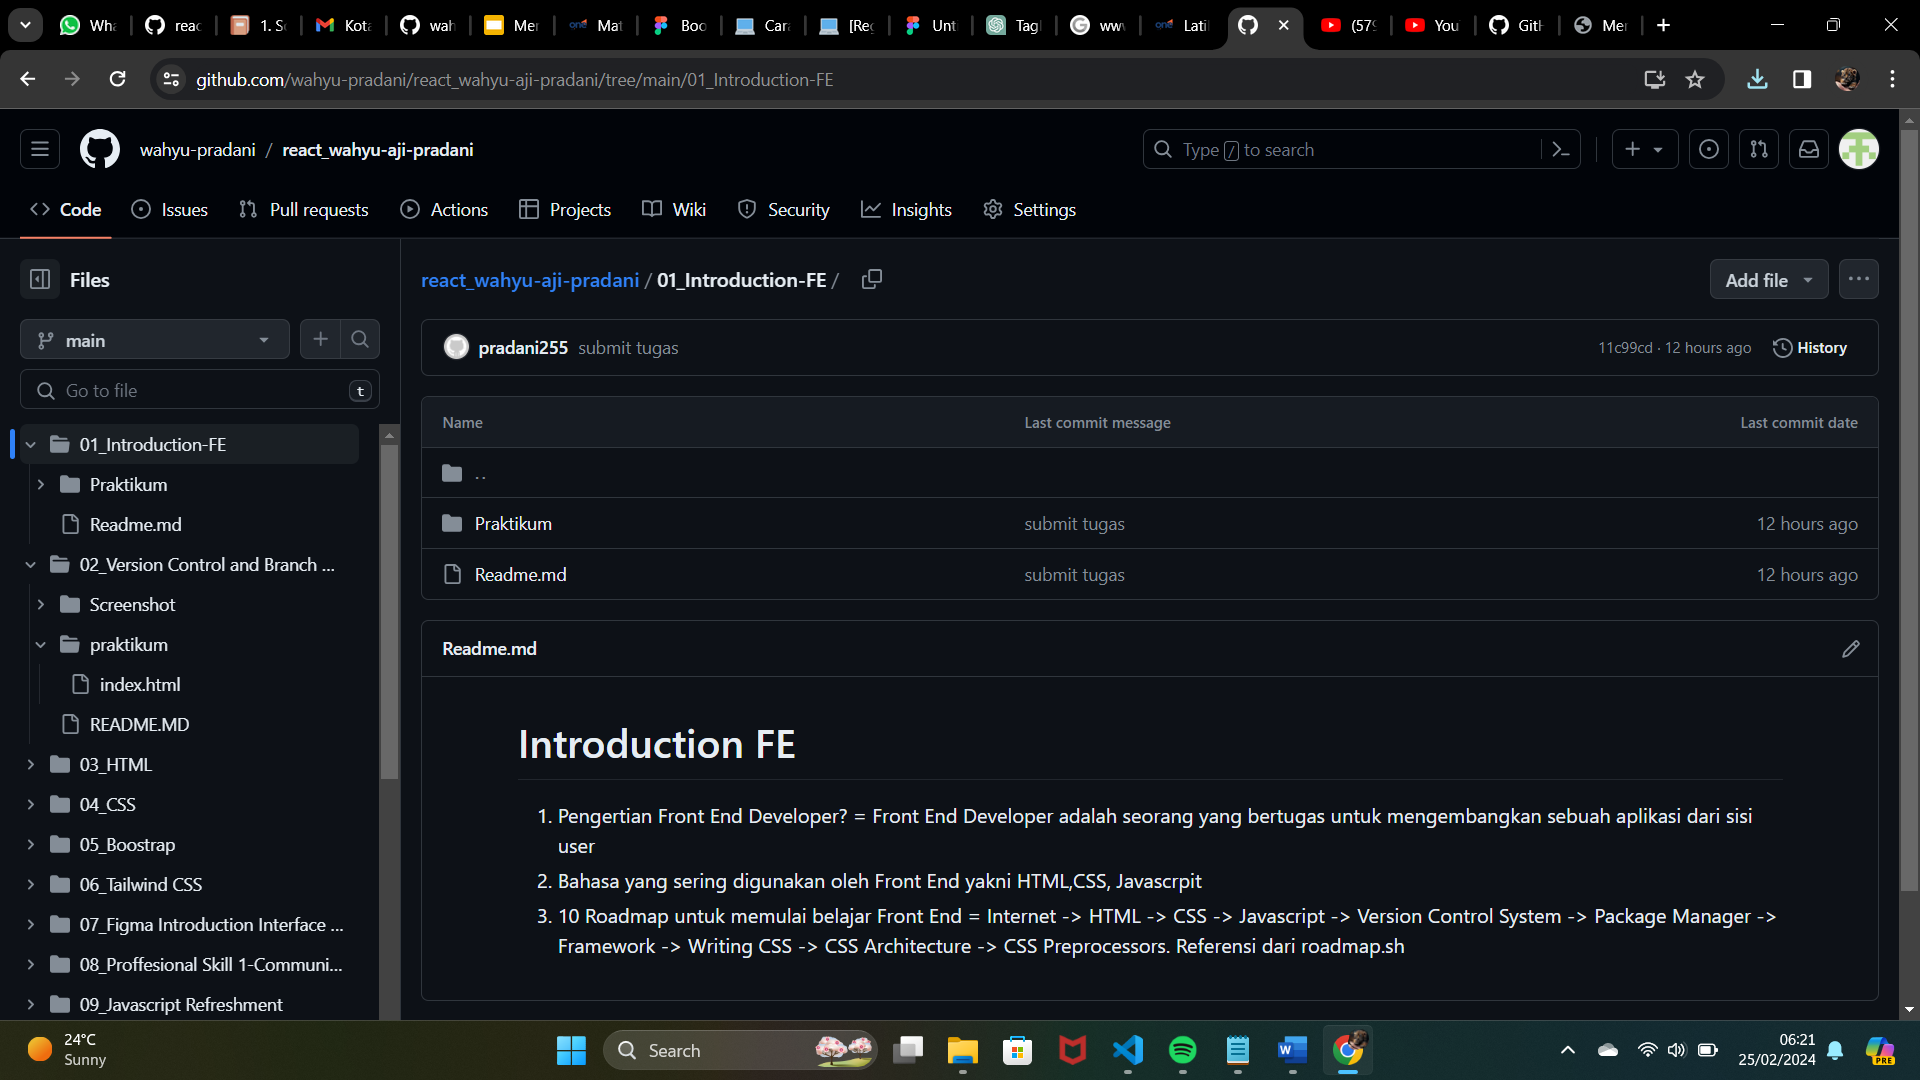 Wha
reac
1. S
Kota
wah
Mer
Mat
Boo
Cara
[Reg
Unt
Tag
ww
Lati
(579
You
GitH
Mer
github.com/wahyu-pradani/react_wahyu-aji-pradani/tree/main/01_Introduction-FE
wahyu-pradani / react_wahyu-aji-pradani
Type / to search
Code
Issues
Pull requests
Actions
Projects
Wiki
Security
Insights
Settings
Files
main
Go to file
t
01_Introduction-FE
Praktikum
Readme.md
02_Version Control and Branch ...
Screenshot
praktikum
index.html
README.MD
03_HTML
04_CSS
05_Boostrap
06_Tailwind CSS
07_Figma Introduction Interface ...
08_Proffesional Skill 1-Communi...
09_Javascript Refreshment
react_wahyu-aji-pradani / 01_Introduction-FE /
Add file
pradani255 submit tugas
11c99cd · 12 hours ago
History
Name Last commit message Last commit date
..
Praktikum submit tugas 12 hours ago
Readme.md submit tugas 12 hours ago
Readme.md
Introduction FE
1. Pengertian Front End Developer? = Front End Developer adalah seorang yang bertugas untuk mengembangkan sebuah aplikasi dari sisi
user
2. Bahasa yang sering digunakan oleh Front End yakni HTML,CSS, Javascrpit
3. 10 Roadmap untuk memulai belajar Front End = Internet -> HTML -> CSS -> Javascript -> Version Control System -> Package Manager ->
Framework -> Writing CSS -> CSS Architecture -> CSS Preprocessors. Referensi dari roadmap.sh
24°C
Sunny
Search
06:21
25/02/2024
PRE